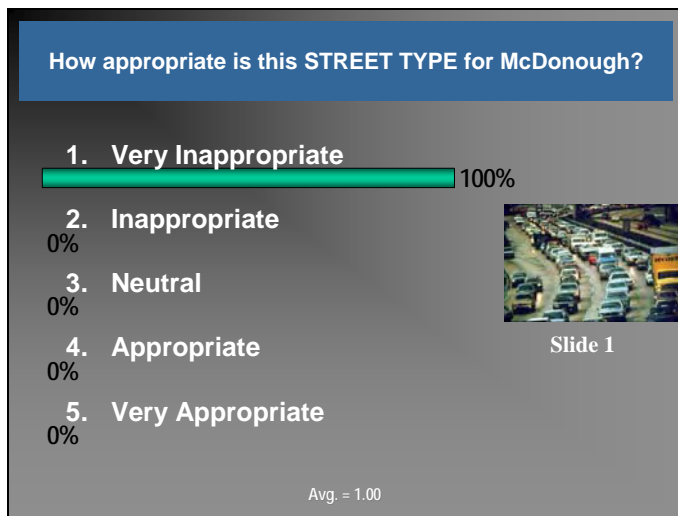 How appropriate is this STREET TYPE for McDonough?
1. Very Inappropriate
100%
2. Inappropriate
0%
3. Neutral
0%
4. Appropriate
0%
5. Very Appropriate
0%
Slide 1
Avg. = 1.00